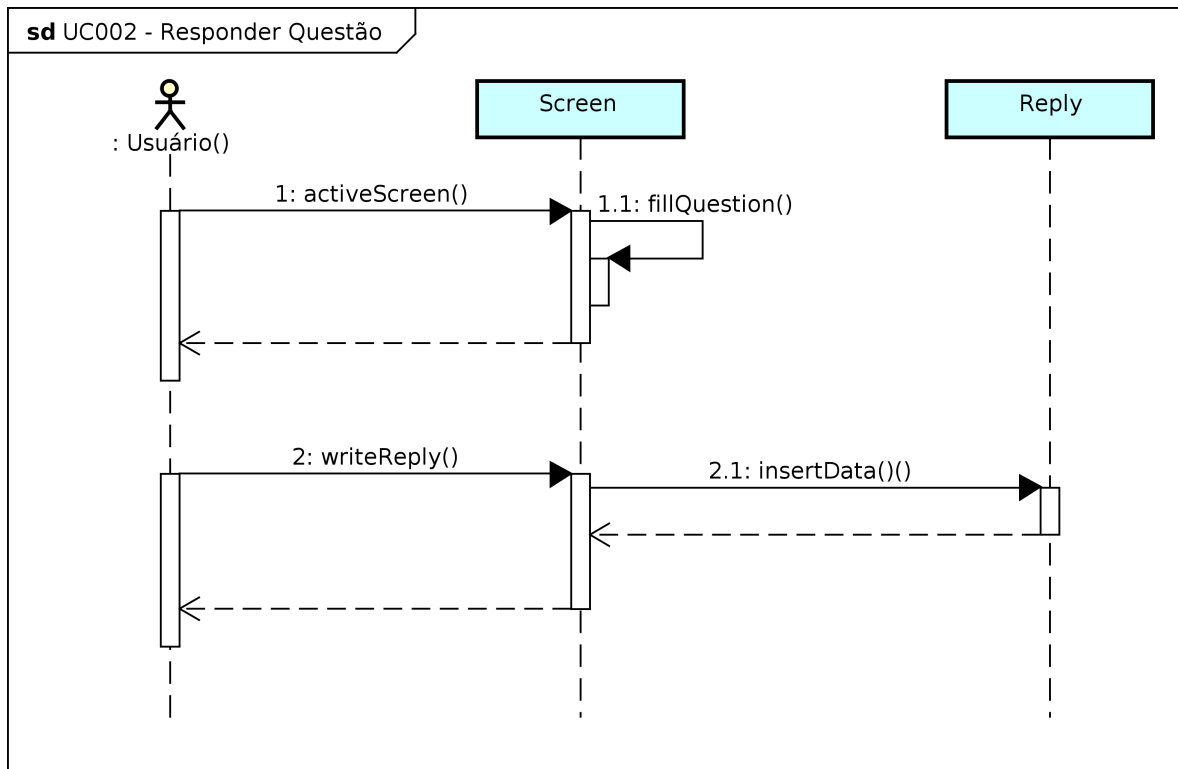 sd UC002 - Responder Questão
: Usuário()
Screen
Reply
1: activeScreen()
1.1: fillQuestion()
2: writeReply()
2.1: insertData()()